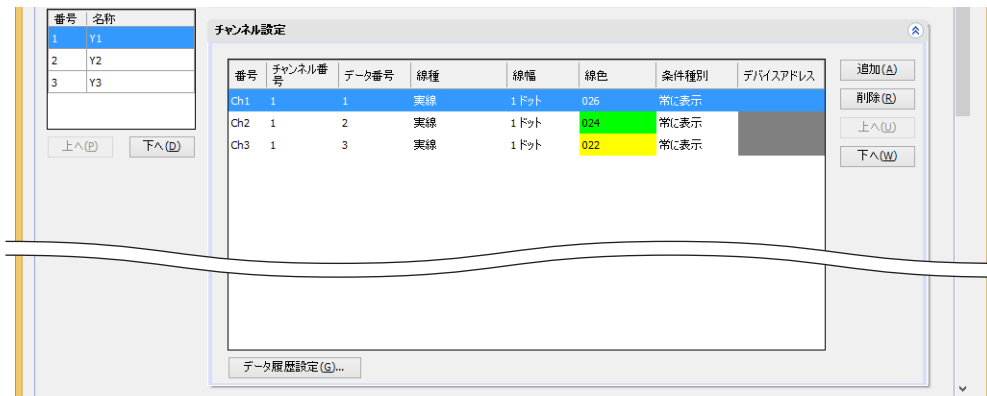 番号 名称
1 Y1
2 Y2
3 Y3
上へ(P) 下へ(D)
チャンネル設定
番号 チャンネル番号 データ番号 線種 線幅 線色 条件種別 デバイスアドレス
Ch1 1 1 実線 1 ドット 026 常に表示
Ch2 1 2 実線 1 ドット 024 常に表示
Ch3 1 3 実線 1 ドット 022 常に表示
追加(A)
削除(R)
上へ(U)
下へ(W)
データ履歴設定(G)...